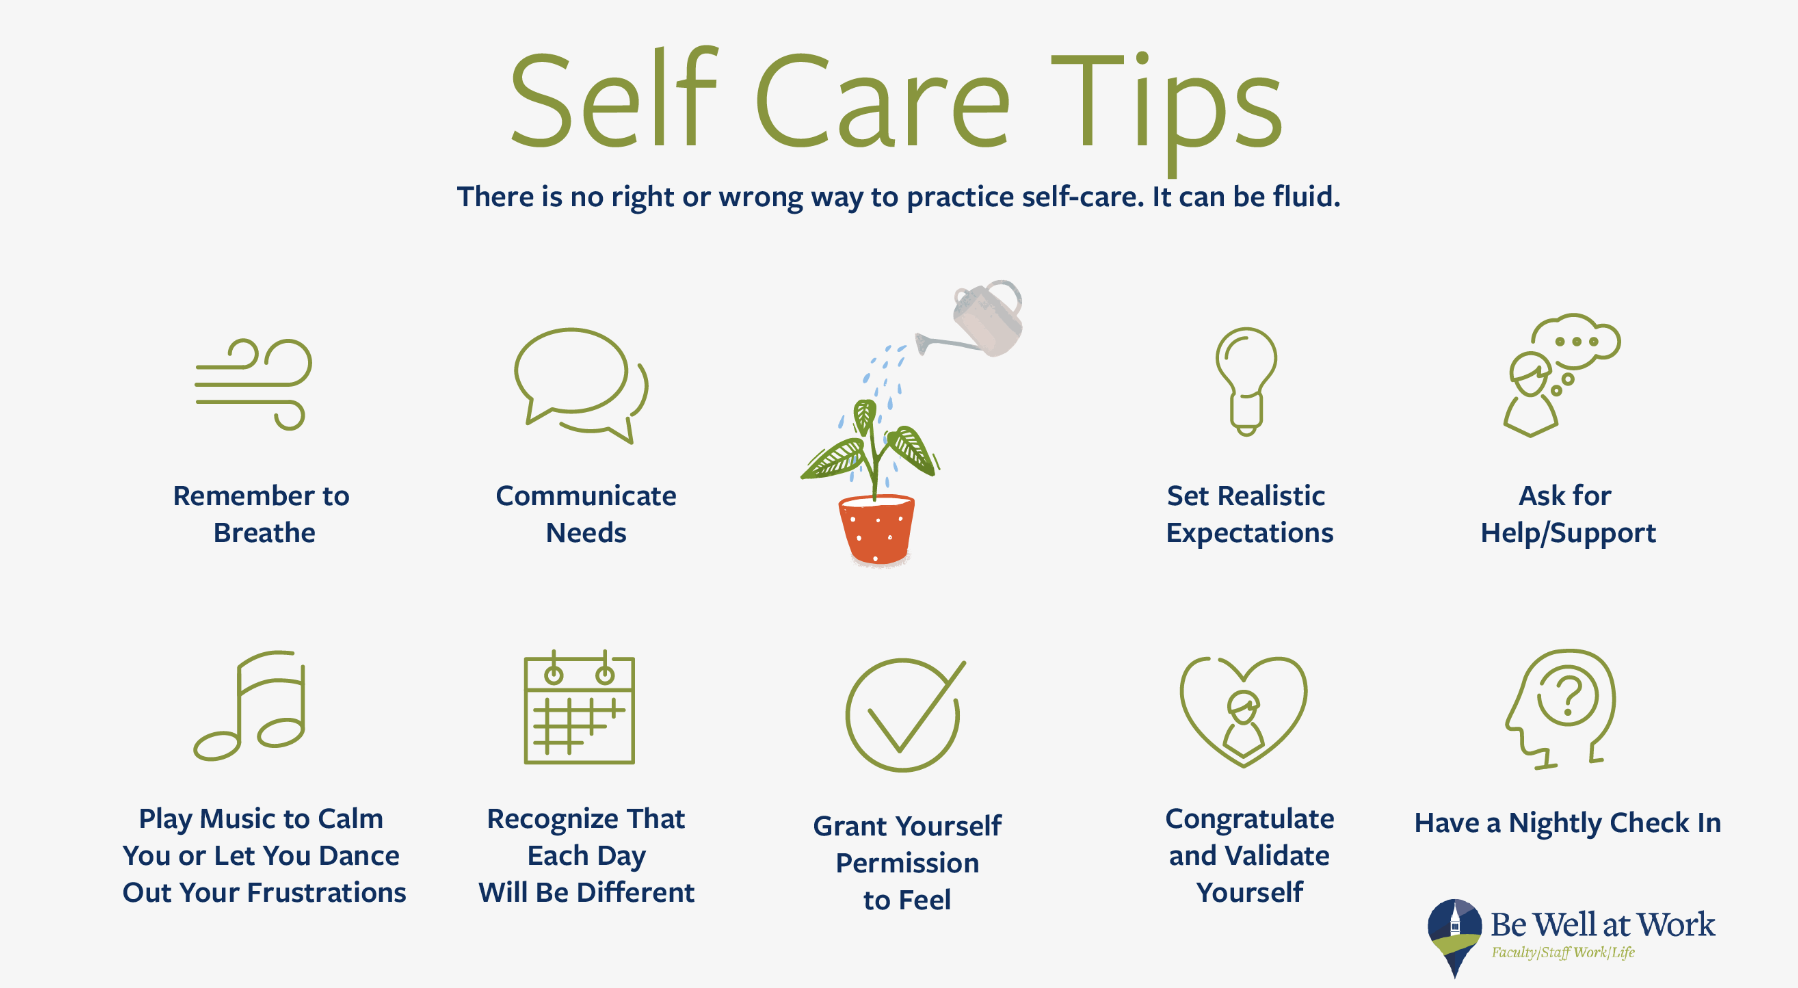 Self Care Tips
There is no right or wrong way to practice self-care. It can be fluid.
Remember to
Breathe
Communicate
Needs
Set Realistic
Expectations
Ask for
Help/Support
Play Music to Calm
You or Let You Dance
Out Your Frustrations
Recognize That
Each Day
Will Be Different
Grant Yourself
Permission
to Feel
Congratulate
and Validate
Yourself
?
Have a Nightly Check In
Be Well at Work
Faculty/Staff Work/Life